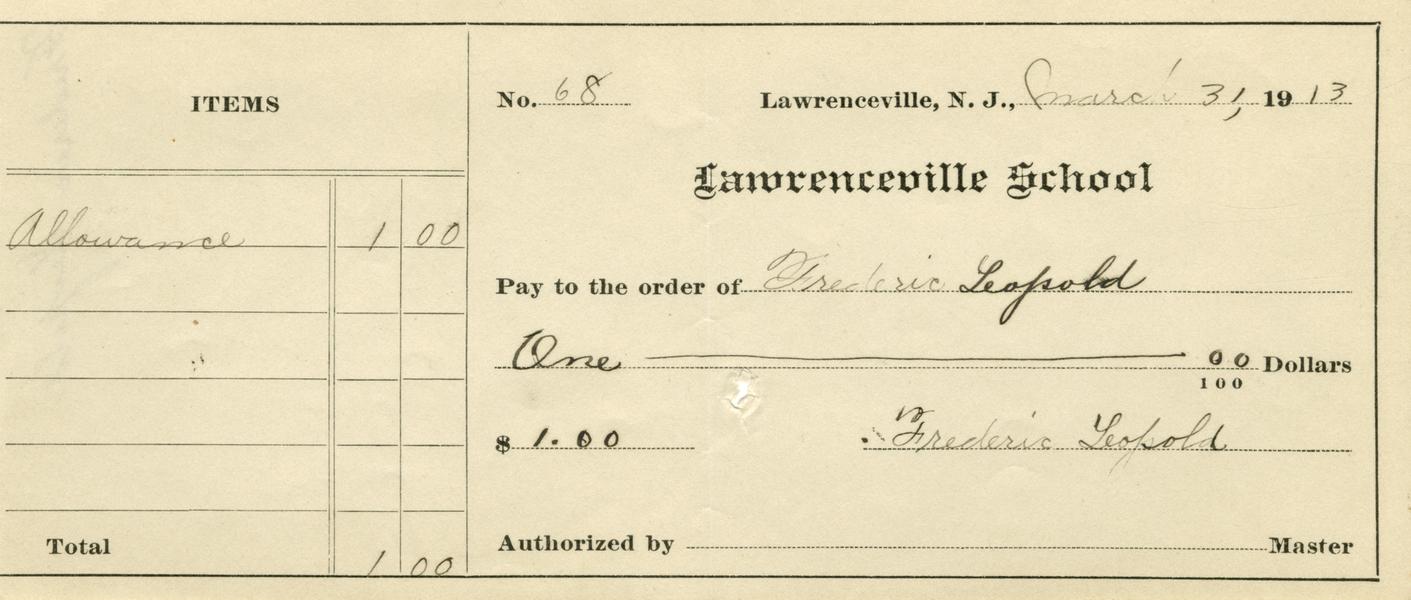 ITEMS
Allowance 1 00
Total 1 00
No. 68 Lawrenceville, N. J., March 31, 1913
Lawrenceville School
Pay to the order of Frederic Leopold
One 00/100 Dollars
$ 1.00 Frederic Leopold
Authorized by Master